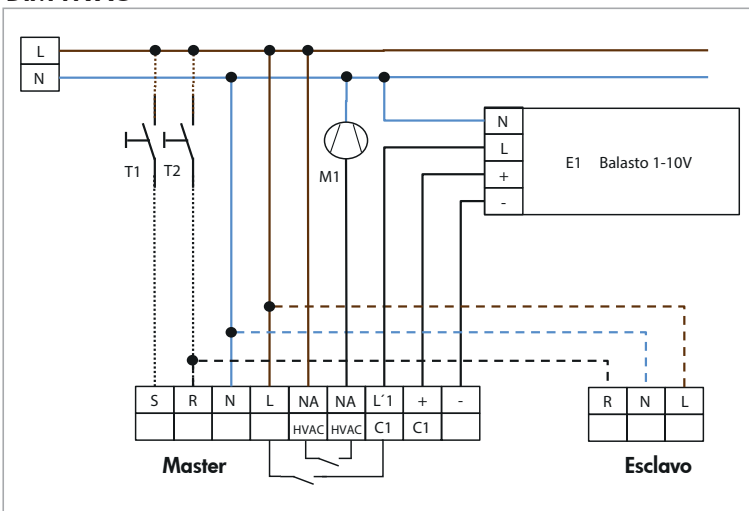 L
N
T1 T2
M1
N
L
+
-
E1 Balasto 1-10V
S R N L NA NA L´1 + -
HVAC HVAC C1 C1
R N L
Master
Esclavo